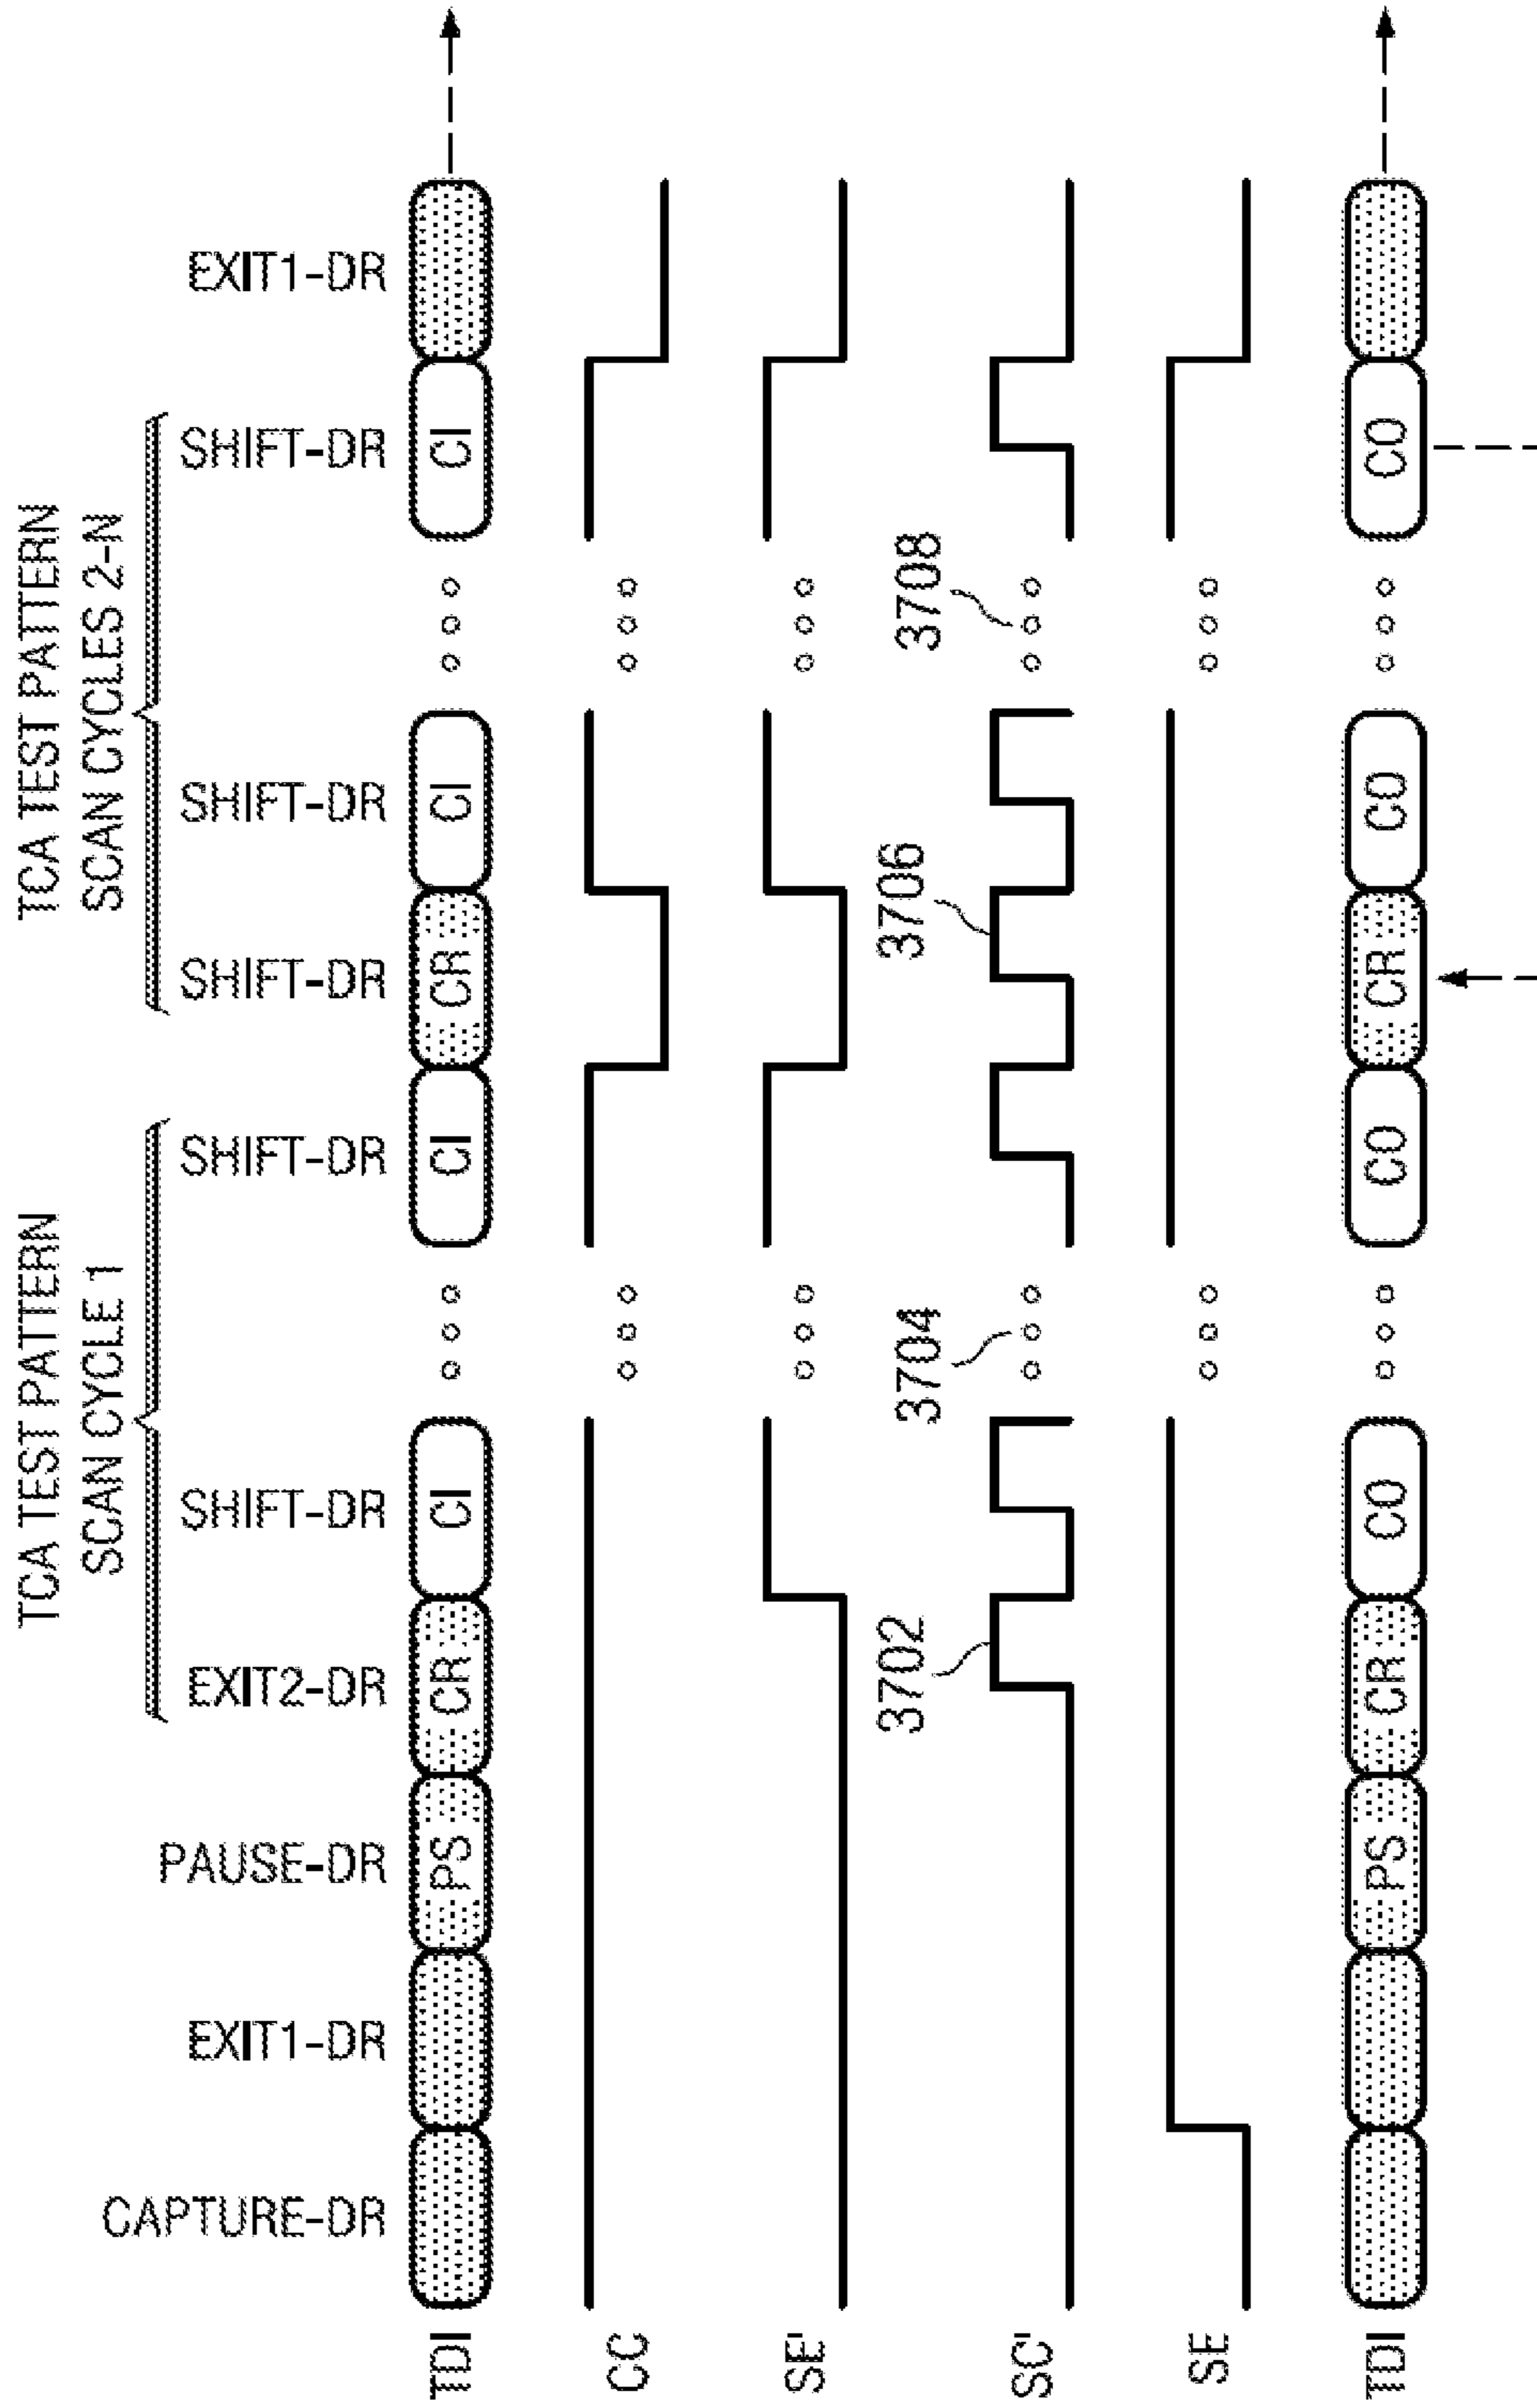 TCA TEST PATTERN
SCAN CYCLE 1
TCA TEST PATTERN
SCAN CYCLES 2-N
CAPTURE-DR
EXIT1-DR
PAUSE-DR
EXIT2-DR
SHIFT-DR
SHIFT-DR
SHIFT-DR
SHIFT-DR
SHIFT-DR
EXIT1-DR
TDI PS CR CI CI CR CI CI
CC
SE'
3702 3704 3706 3708
SC'
SE
TDI PS CR CO CO CR CO CO